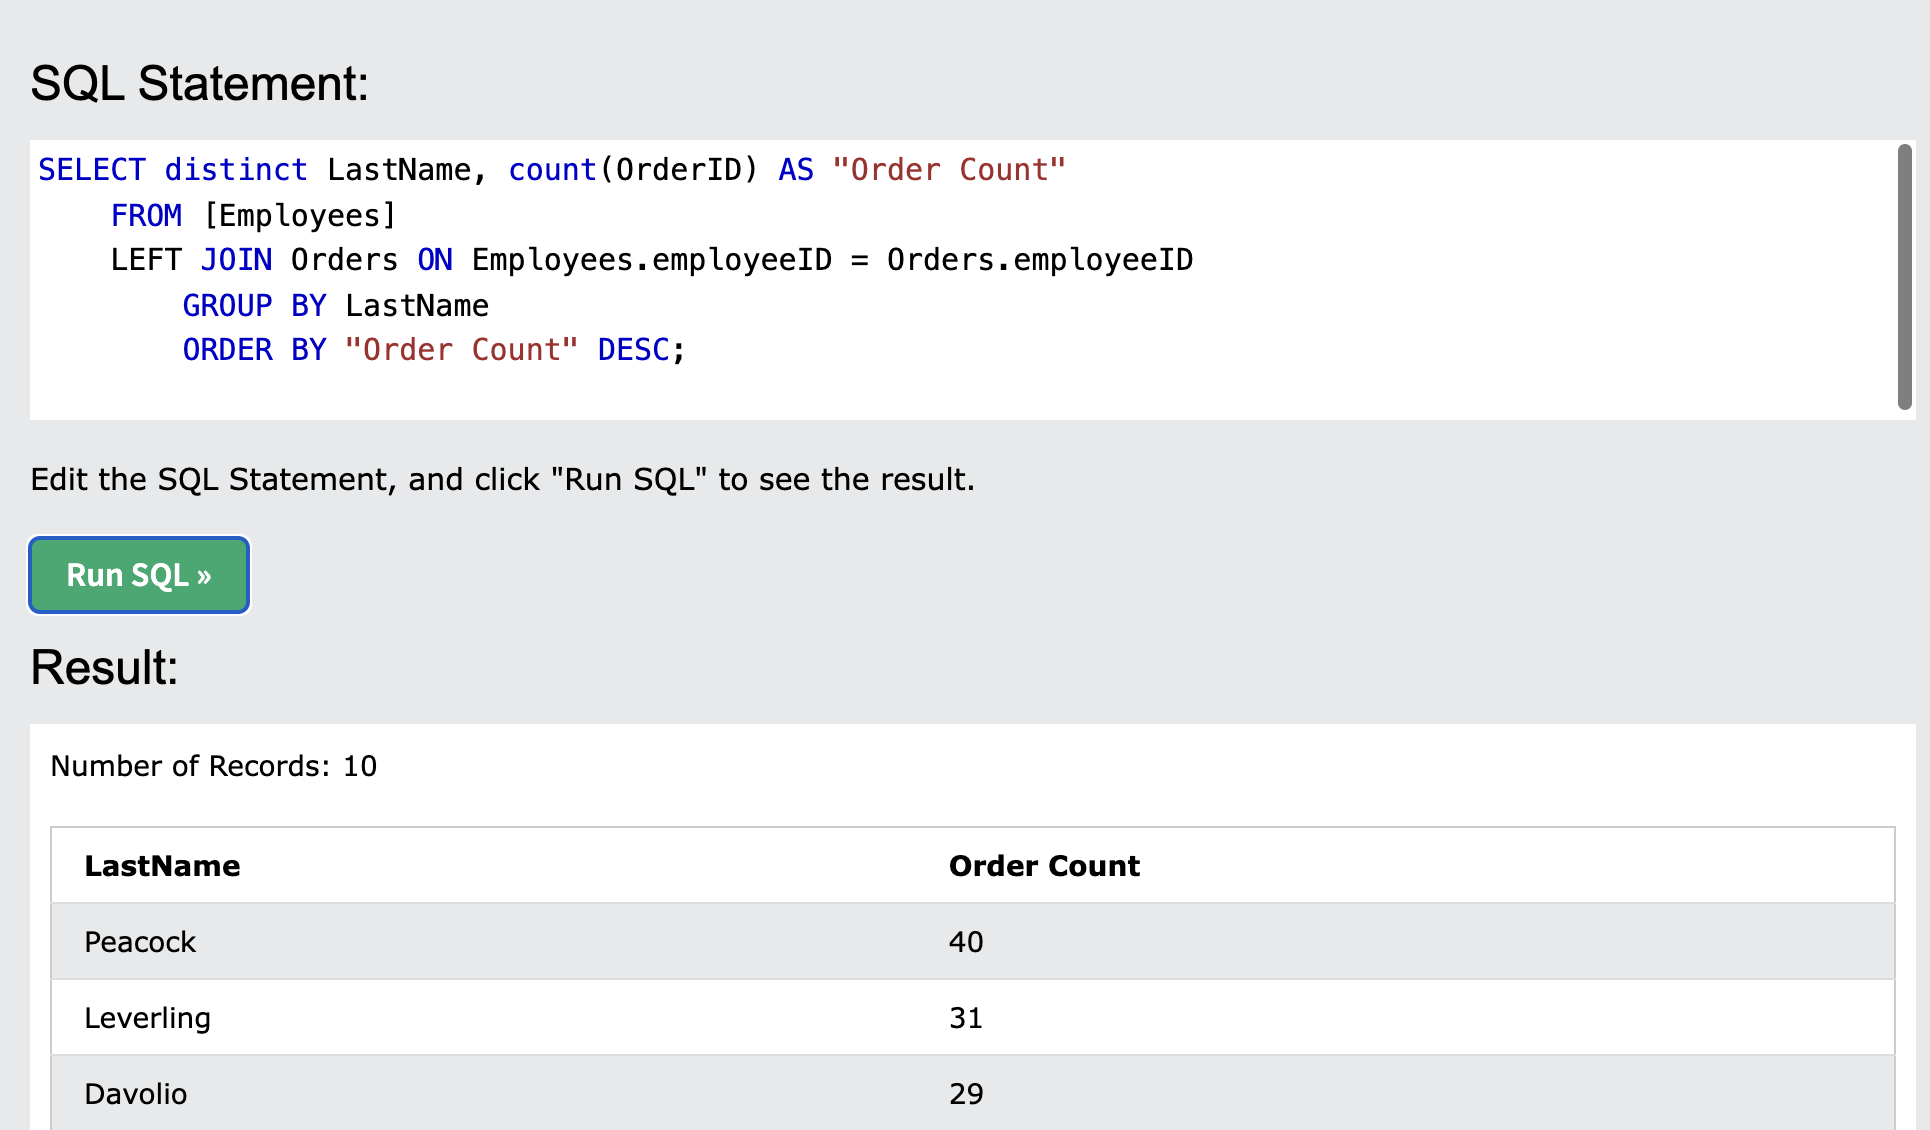 SQL Statement:
SELECT distinct LastName, count(OrderID) AS "Order Count"
FROM [Employees]
LEFT JOIN Orders ON Employees.employeeID = Orders.employeeID
GROUP BY LastName
ORDER BY "Order Count" DESC;
Edit the SQL Statement, and click "Run SQL" to see the result.
Run SQL »
Result:
Number of Records: 10
LastName Order Count
Peacock 40
Leverling 31
Davolio 29